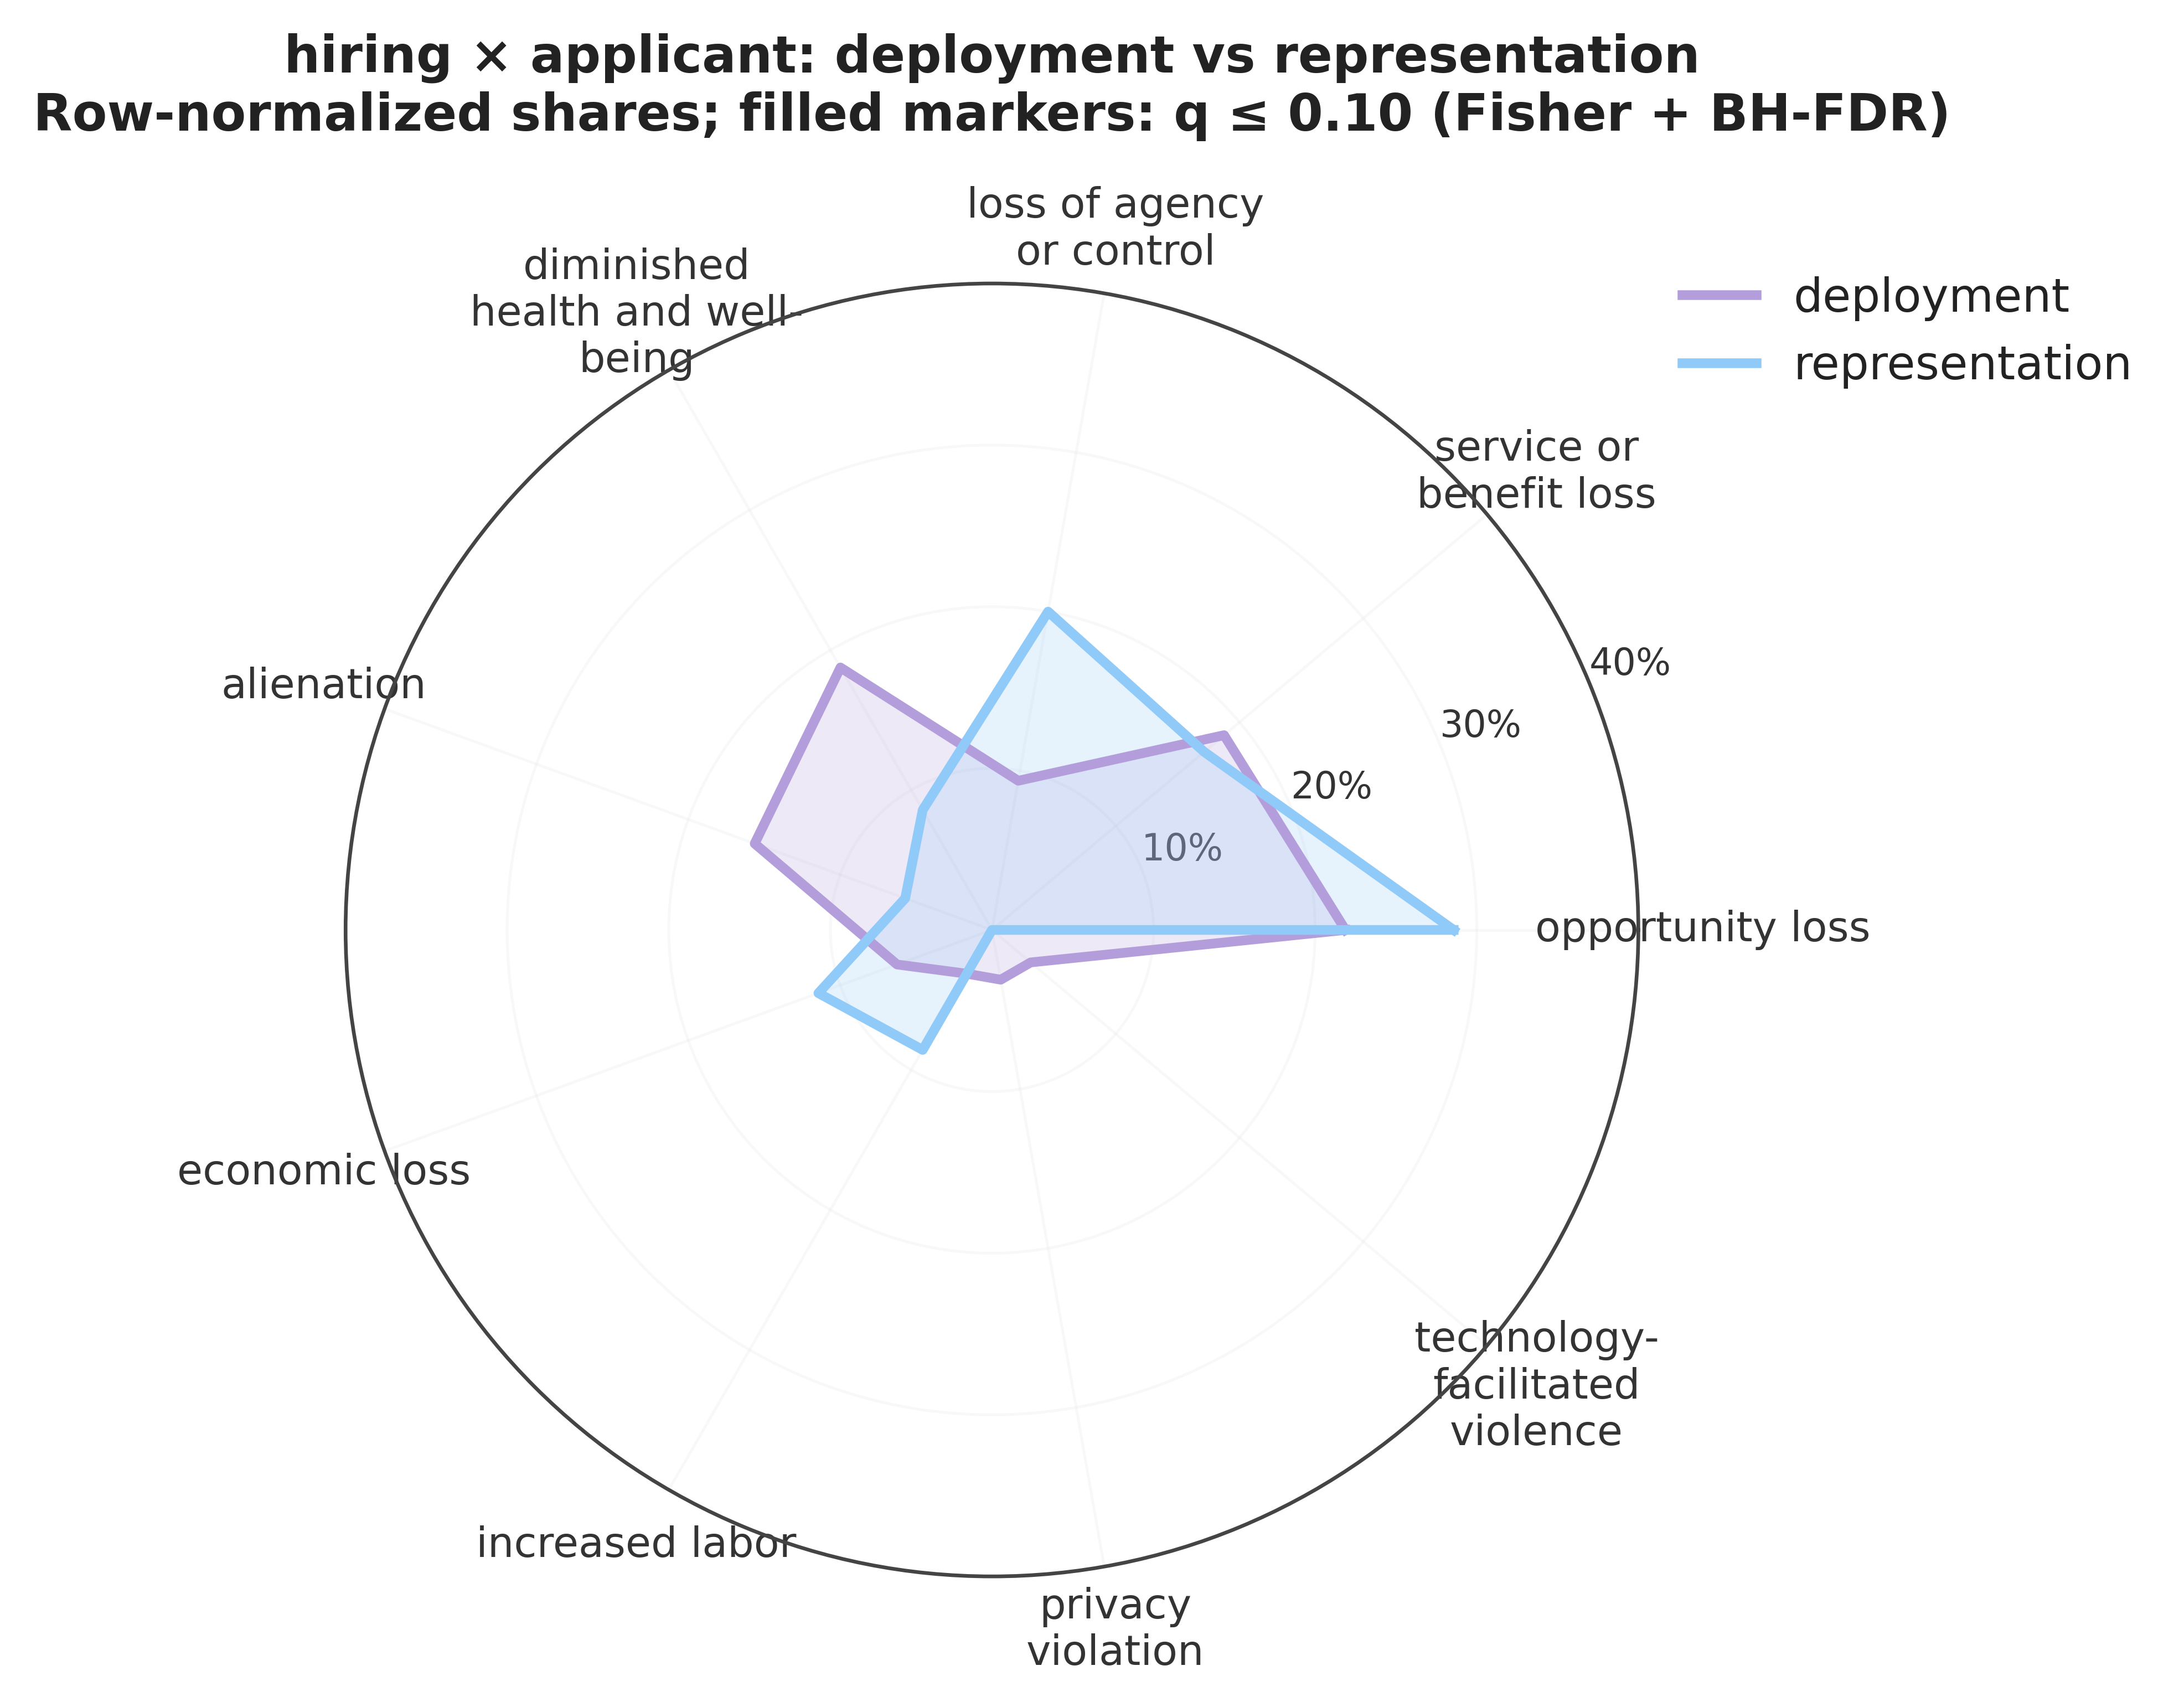 hiring × applicant: deployment vs representation
Row-normalized shares; filled markers: q ≤ 0.10 (Fisher + BH-FDR)
loss of agency
or control
diminished
health and well-
being
deployment
representation
service or
benefit loss
alienation
40%
30%
20%
10%
opportunity loss
economic loss
technology-
facilitated
violence
increased labor
privacy
violation